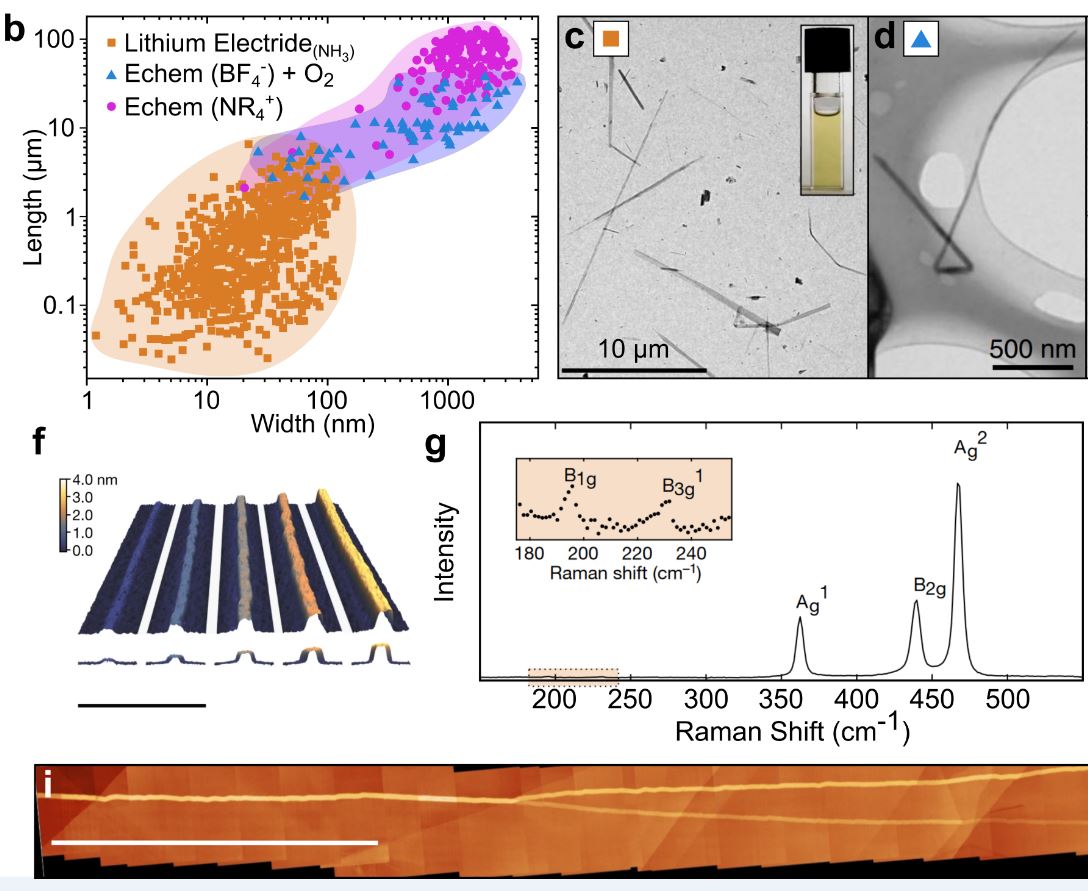 b
Lithium Electride(NH₃)
Echem (BF₄⁻) + O₂
Echem (NR₄⁺)
100
10
1
0.1
Length (µm)
1
10
100
1000
Width (nm)
c
10 µm
d
500 nm
f
4.0 nm
3.0
2.0
1.0
0.0
g
Intensity
B1g
B3g¹
180
200
220
240
Raman shift (cm⁻¹)
Ag¹
B2g
Ag²
200
250
300
350
400
450
500
Raman Shift (cm⁻¹)
i